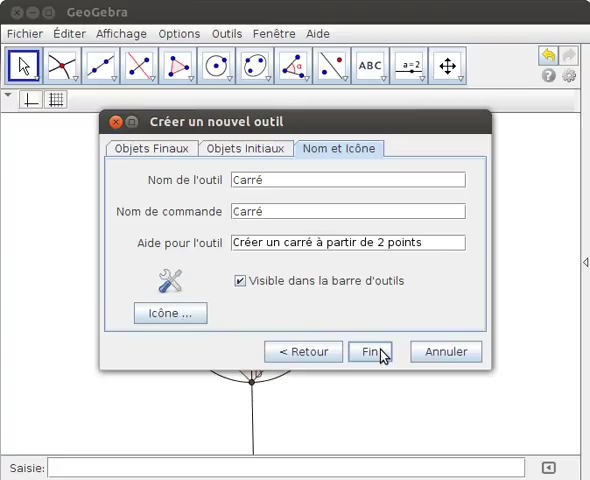 GeoGebra
Fichier Éditer Affichage Options Outils Fenêtre Aide
ABC a=2
Créer un nouvel outil
Objets Finaux Objets Initiaux Nom et Icône
Nom de l'outil Carré
Nom de commande Carré
Aide pour l'outil Créer un carré à partir de 2 points
Visible dans la barre d'outils
Icône ...
< Retour Fin Annuler
Saisie: